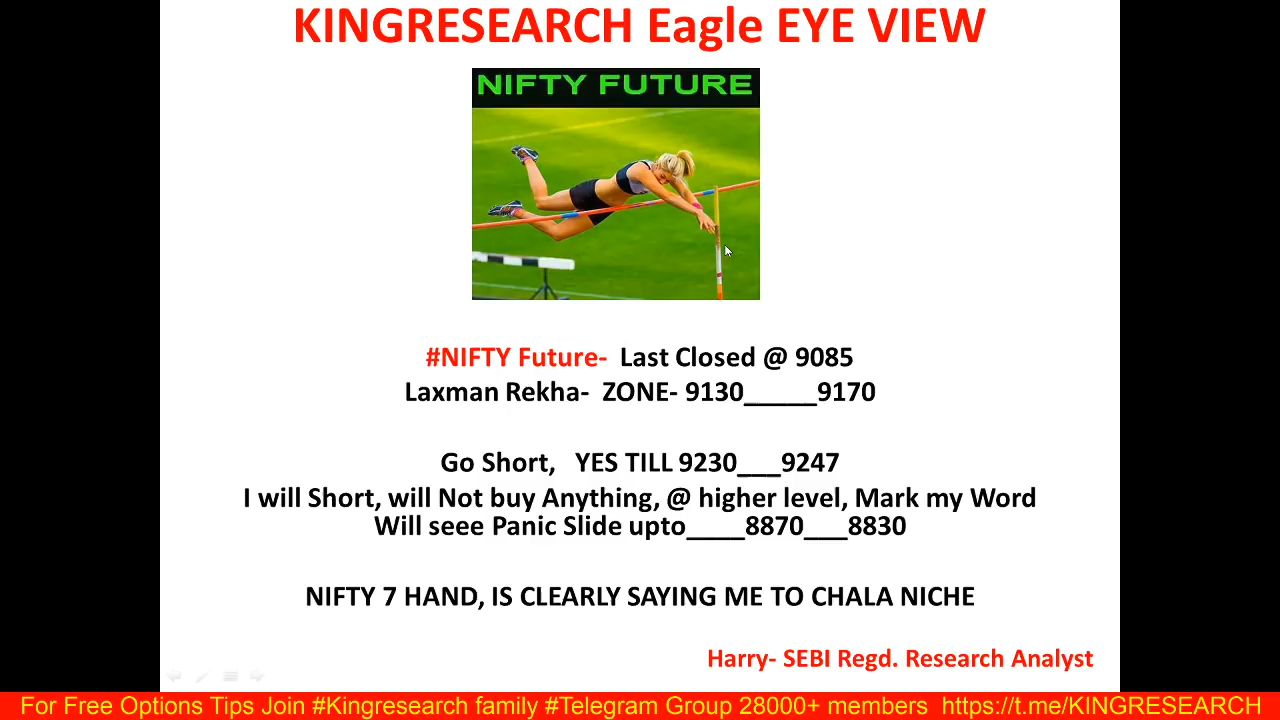 KINGRESEARCH Eagle EYE VIEW
NIFTY FUTURE
#NIFTY Future-  Last Closed @ 9085
Laxman Rekha-  ZONE- 9130_____9170
Go Short,   YES TILL 9230___9247
I will Short, will Not buy Anything, @ higher level, Mark my Word
Will seee Panic Slide upto____8870___8830
NIFTY 7 HAND, IS CLEARLY SAYING ME TO CHALA NICHE
Harry- SEBI Regd. Research Analyst
For Free Options Tips Join #Kingresearch family #Telegram Group 28000+ members  https://t.me/KINGRESEARCH